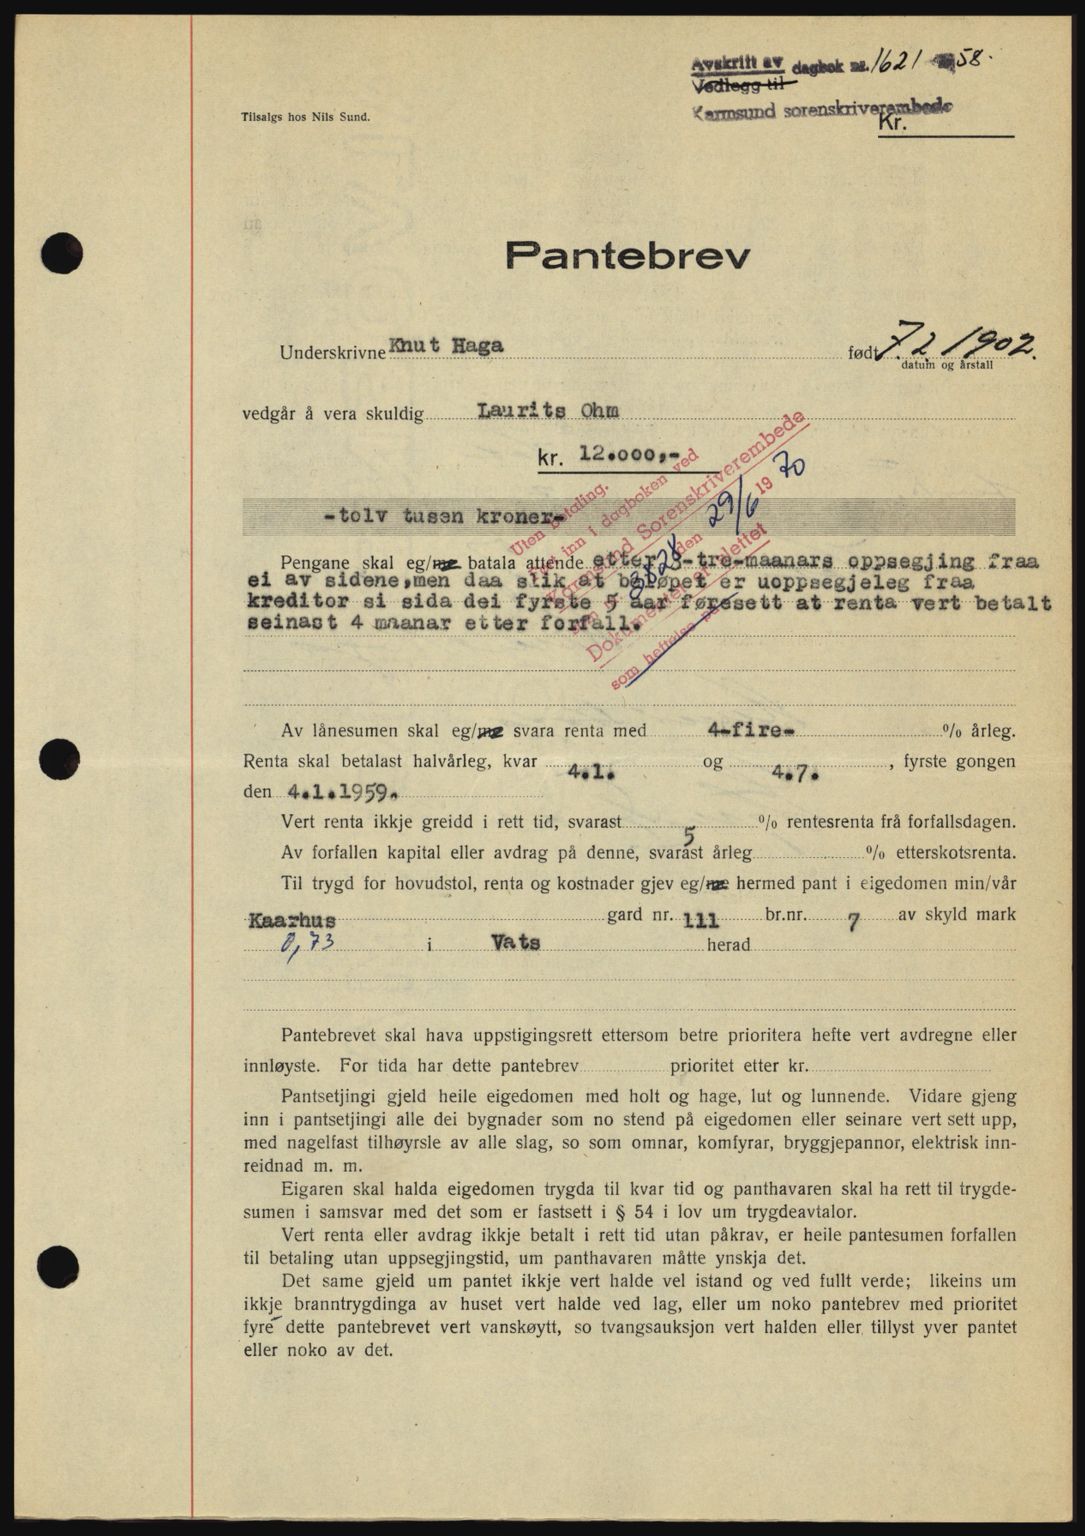 Avskrift av dagbok nr. 1621 58.
Vedlegg til
Karmsund sorenskriverembede
Kr.
Tilsalgs hos Nils Sund.
Pantebrev
Underskrivne Knut Haga født 7.2.1902.
datum og årstall
vedgår å vera skuldig Laurits Ohm
kr. 12.000,-
-tolv tusen kroner-
Uten betaling.
Ført inn i dagboken ved
Karmsund Sorenskriverembede
som nr. 3828 den 29/6 1970
Dokumentet er slettet
som heftelse på
Pengane skal eg/me batala attende etter 3-tre-maanars oppsegjing fraa
ei av sidene, men daa slik at beløpet er uoppsegjeleg fraa
kreditor si sida dei fyrste 5 aar føresett at renta vert betalt
seinast 4 maanar etter forfall.
Av lånesumen skal eg/me svara renta med 4-fire- % årleg.
Renta skal betalast halvårleg, kvar 4.1. og 4.7. , fyrste gongen
den 4.1.1959.
Vert renta ikkje greidd i rett tid, svarast % rentesrenta frå forfallsdagen.
Av forfallen kapital eller avdrag på denne, svarast årleg 5 % etterskotsrenta.
Til trygd for hovudstol, renta og kostnader gjev eg/me hermed pant i eigedomen min/vår
Kaarhus gard nr. 111 br.nr. 7 av skyld mark
0,73 i Vats herad
Pantebrevet skal hava uppstigingsrett ettersom betre prioritera hefte vert avdregne eller
innløyste. For tida har dette pantebrev prioritet etter kr.
Pantsetjingi gjeld heile eigedomen med holt og hage, lut og lunnende. Vidare gjeng
inn i pantsetjingi alle dei bygnader som no stend på eigedomen eller seinare vert sett upp,
med nagelfast tilhøyrsle av alle slag, so som omnar, komfyrar, bryggjepannor, elektrisk inn-
reidnad m. m.
Eigaren skal halda eigedomen trygda til kvar tid og panthavaren skal ha rett til trygde-
sumen i samsvar med det som er fastsett i § 54 i lov um trygdeavtalor.
Vert renta eller avdrag ikkje betalt i rett tid utan påkrav, er heile pantesumen forfallen
til betaling utan uppsegjingstid, um panthavaren måtte ynskja det.
Det same gjeld um pantet ikkje vert halde vel istand og ved fullt verde; likeins um
ikkje branntrygdinga av huset vert halde ved lag, eller um noko pantebrev med prioritet
fyre dette pantebrevet vert vanskøytt, so tvangsauksjon vert halden eller tillyst yver pantet
eller noko av det.